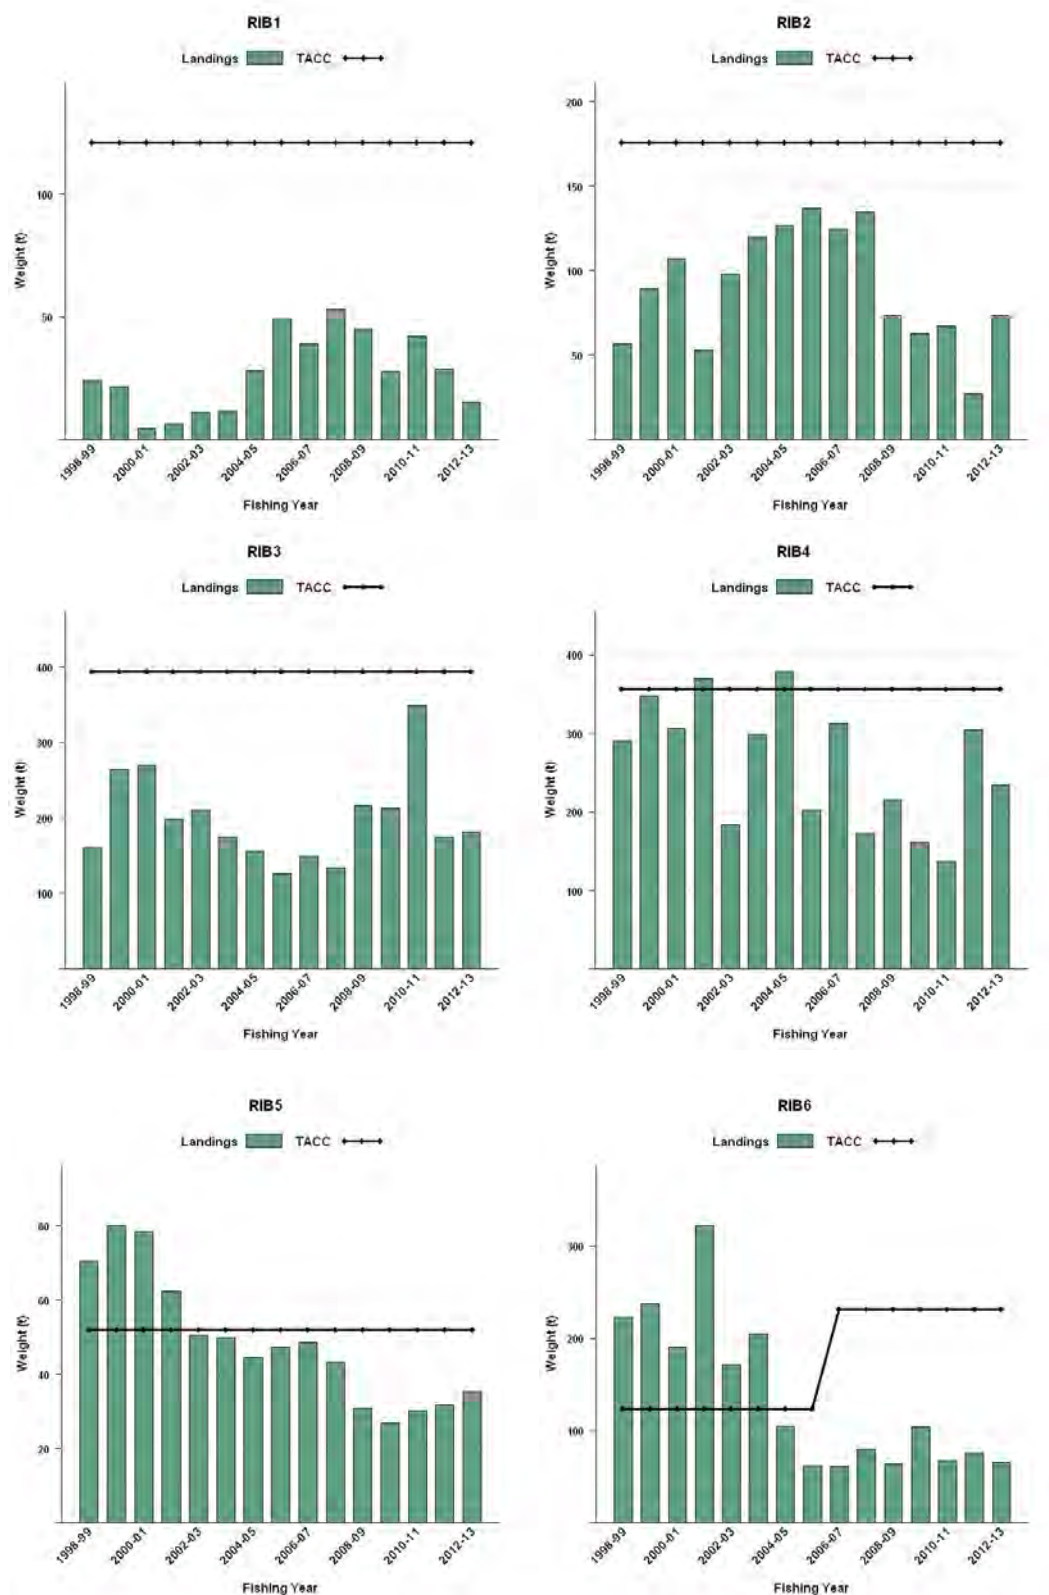 RIB1
Landings TACC
100
50
Weight (t)
1998-99 2000-01 2002-03 2004-05 2006-07 2008-09 2010-11 2012-13
Fishing Year
RIB2
Landings TACC
200
150
100
50
Weight (t)
1998-99 2000-01 2002-03 2004-05 2006-07 2008-09 2010-11 2012-13
Fishing Year
RIB3
Landings TACC
400
300
200
100
Weight (t)
1998-99 2000-01 2002-03 2004-05 2006-07 2008-09 2010-11 2012-13
Fishing Year
RIB4
Landings TACC
400
300
200
100
Weight (t)
1998-99 2000-01 2002-03 2004-05 2006-07 2008-09 2010-11 2012-13
Fishing Year
RIB5
Landings TACC
80
60
40
20
Weight (t)
1998-99 2000-01 2002-03 2004-05 2006-07 2008-09 2010-11 2012-13
Fishing Year
RIB6
Landings TACC
300
200
100
Weight (t)
1998-99 2000-01 2002-03 2004-05 2006-07 2008-09 2010-11 2012-13
Fishing Year